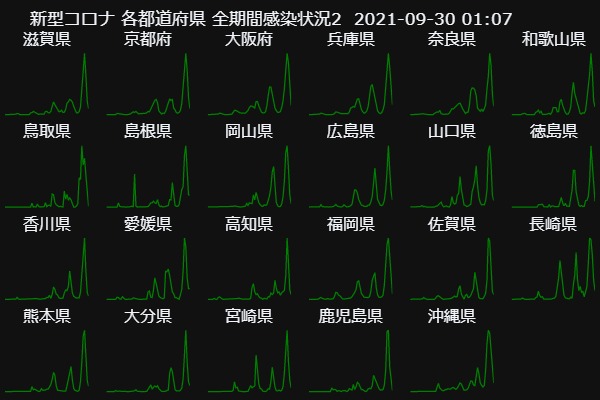 新型コロナ 各都道府県 全期間感染状況2 2021-09-30 01:07
滋賀県 京都府 大阪府 兵庫県 奈良県 和歌山県
鳥取県 島根県 岡山県 広島県 山口県 徳島県
香川県 愛媛県 高知県 福岡県 佐賀県 長崎県
熊本県 大分県 宮崎県 鹿児島県 沖縄県